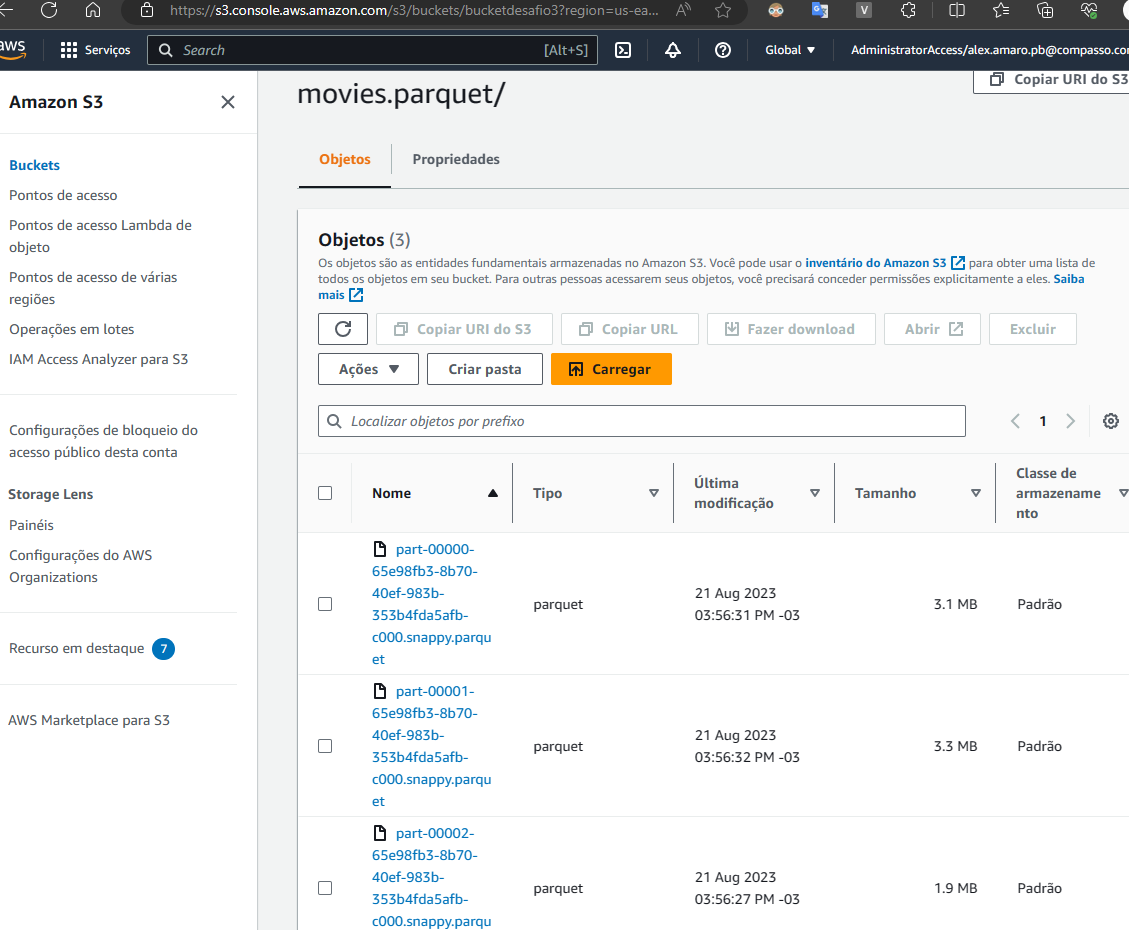 https://s3.console.aws.amazon.com/s3/buckets/bucketdesafio3?region=us-ea...
aws
Serviços
Search
[Alt+S]
Global
AdministratorAccess/alex.amaro.pb@compasso.co
Amazon S3
Buckets
Pontos de acesso
Pontos de acesso Lambda de
objeto
Pontos de acesso de várias
regiões
Operações em lotes
IAM Access Analyzer para S3
Configurações de bloqueio do
acesso público desta conta
Storage Lens
Painéis
Configurações do AWS
Organizations
Recurso em destaque 7
AWS Marketplace para S3
movies.parquet/
Copiar URI do S3
Objetos
Propriedades
Objetos (3)
Os objetos são as entidades fundamentais armazenadas no Amazon S3. Você pode usar o inventário do Amazon S3 para obter uma lista de
todos os objetos em seu bucket. Para outras pessoas acessarem seus objetos, você precisará conceder permissões explicitamente a eles. Saiba
mais
Copiar URI do S3
Copiar URL
Fazer download
Abrir
Excluir
Ações
Criar pasta
Carregar
Localizar objetos por prefixo
1
Nome
Tipo
Última
modificação
Tamanho
Classe de
armazename
nto
part-00000-
65e98fb3-8b70-
40ef-983b-
353b4fda5afb-
c000.snappy.parqu
et
parquet
21 Aug 2023
03:56:31 PM -03
3.1 MB
Padrão
part-00001-
65e98fb3-8b70-
40ef-983b-
353b4fda5afb-
c000.snappy.parqu
et
parquet
21 Aug 2023
03:56:32 PM -03
3.3 MB
Padrão
part-00002-
65e98fb3-8b70-
40ef-983b-
353b4fda5afb-
c000.snappy.parqu
parquet
21 Aug 2023
03:56:27 PM -03
1.9 MB
Padrão